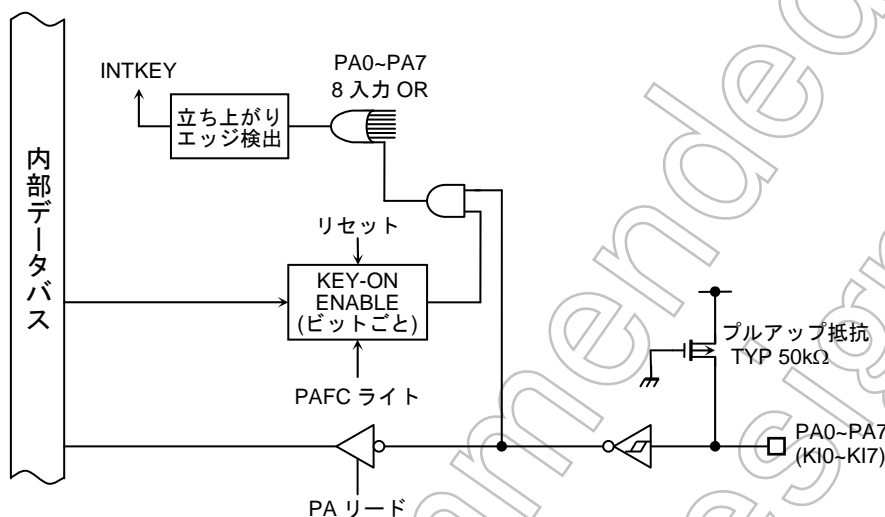 PA0~PA7
8 入力 OR
INTKEY
立ち上がり
エッジ検出
内部データバス
リセット
KEY-ON
ENABLE
(ビットごと)
PAFC ライト
プルアップ抵抗
TYP 50kΩ
PA0~PA7
(KI0~KI7)
PA リード